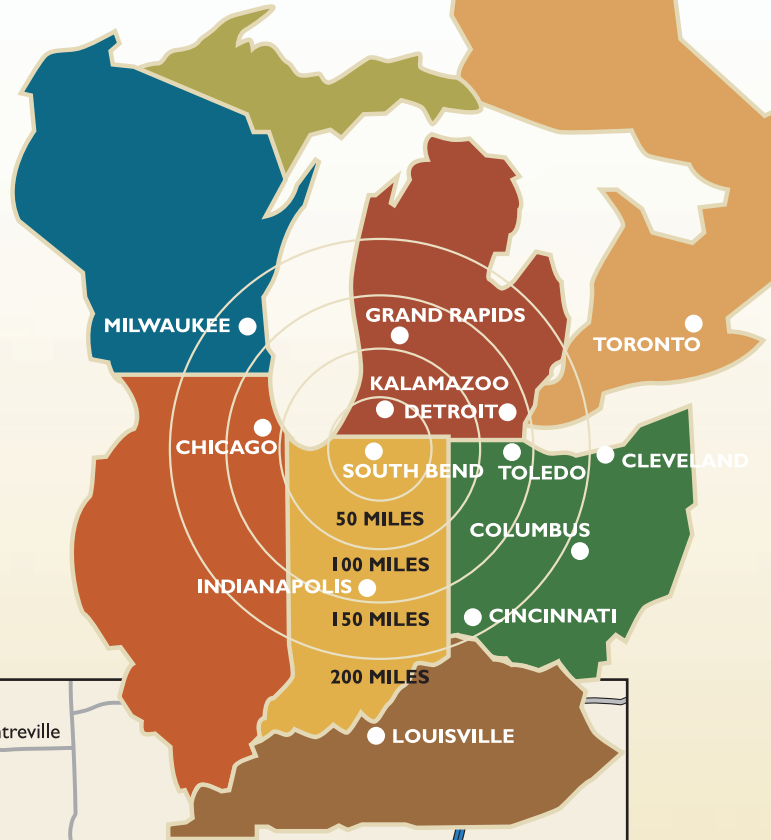 GRAND RAPIDS
MILWAUKEE
TORONTO
KALAMAZOO
DETROIT
CHICAGO
SOUTH BEND
TOLEDO
CLEVELAND
50 MILES
COLUMBUS
100 MILES
INDIANAPOLIS
150 MILES
CINCINNATI
200 MILES
treville
LOUISVILLE